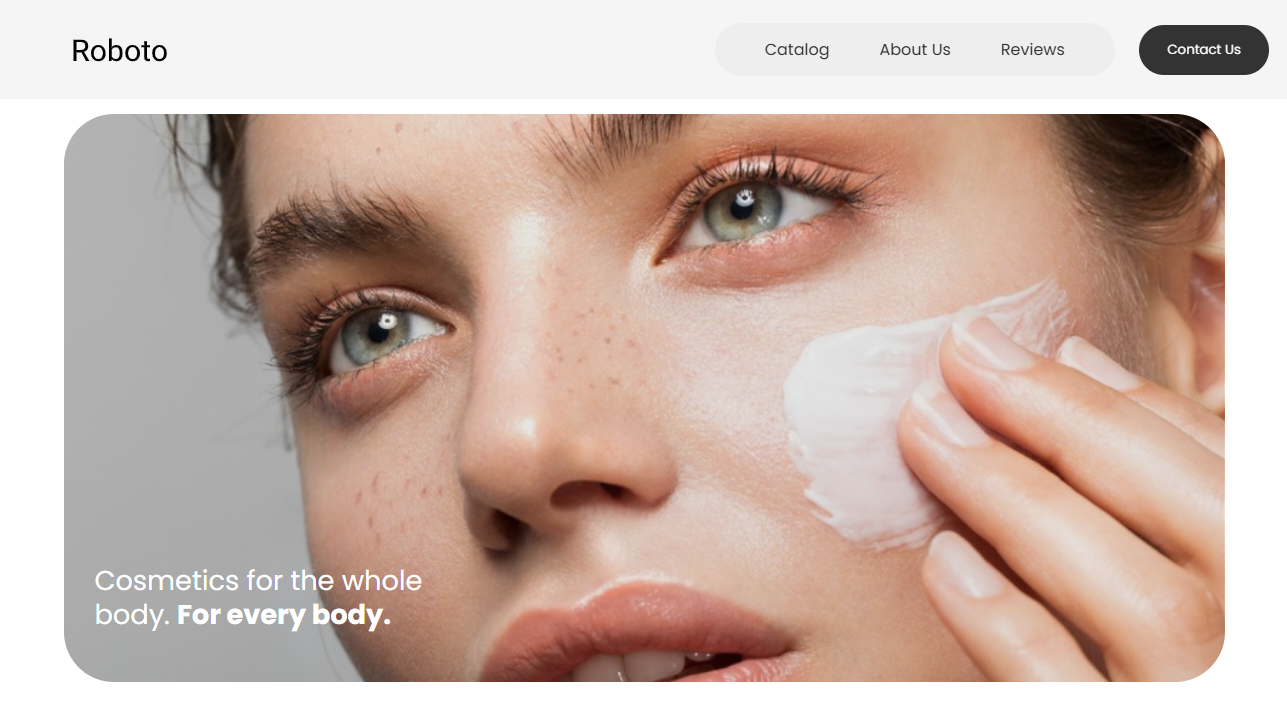 Roboto
Catalog About Us Reviews
Contact Us
Cosmetics for the whole
body. For every body.